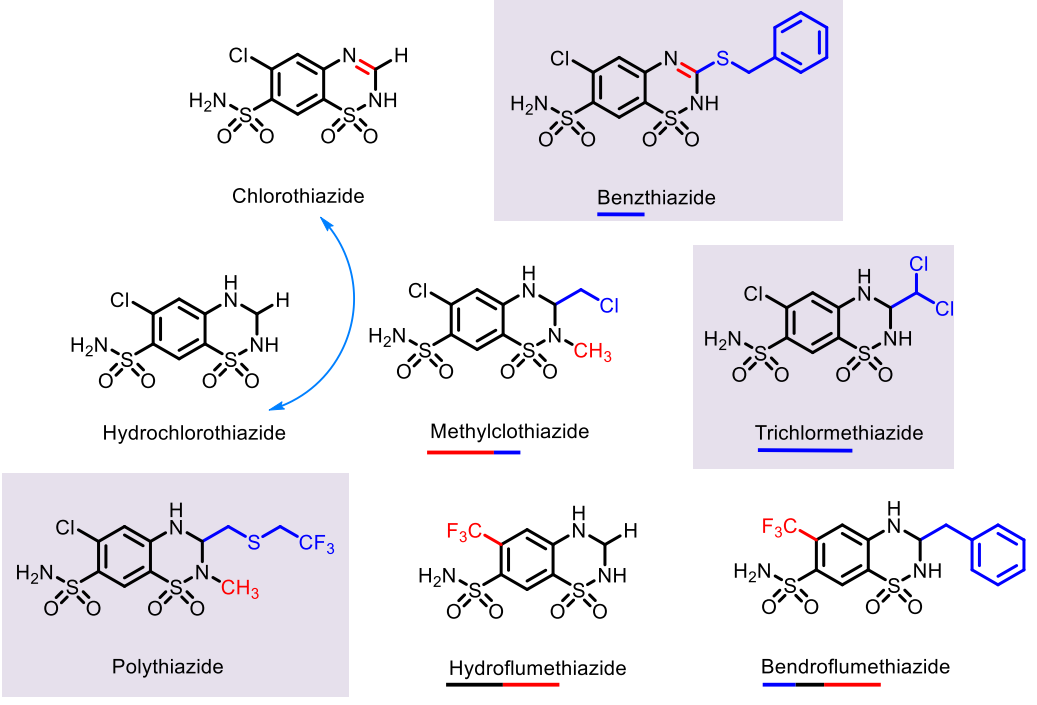 Cl
N
H
H₂N
S
NH
S
O
O
O
O
Chlorothiazide
Cl
N
S
H₂N
S
NH
S
O
O
O
O
Benzthiazide
Cl
H
N
H
H₂N
S
NH
S
O
O
O
O
Hydrochlorothiazide
Cl
H
N
Cl
H₂N
S
N
CH₃
S
O
O
O
O
Methylclothiazide
Cl
H
N
Cl
Cl
H₂N
S
NH
S
O
O
O
O
Trichlormethiazide
Cl
H
N
S
CF₃
H₂N
S
N
CH₃
S
O
O
O
O
Polythiazide
F₃C
H
N
H
H₂N
S
NH
S
O
O
O
O
Hydroflumethiazide
F₃C
H
N
H₂N
S
NH
S
O
O
O
O
Bendroflumethiazide